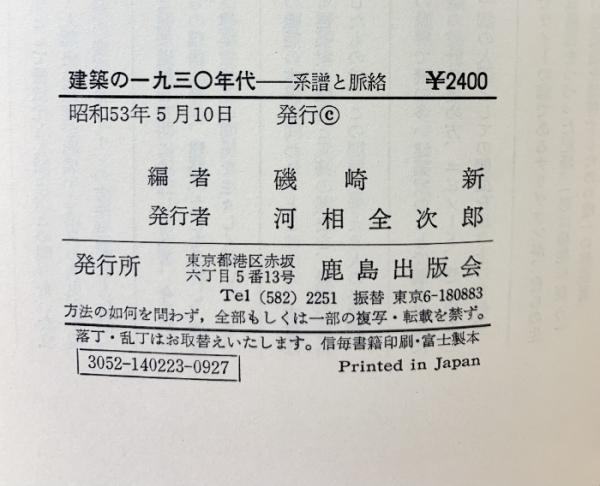 建築の一九三〇年代――系譜と脈絡 ¥2400
昭和53年5月10日 発行ⓒ
編者 磯崎新
発行者 河相全次郎
発行所 東京都港区赤坂六丁目5番13号 鹿島出版会
Tel (582) 2251 振替 東京6-180883
方法の如何を問わず,全部もしくは一部の複写・転載を禁ず。
落丁・乱丁はお取替えいたします。信毎書籍印刷・富士製本
3052-140223-0927 Printed in Japan